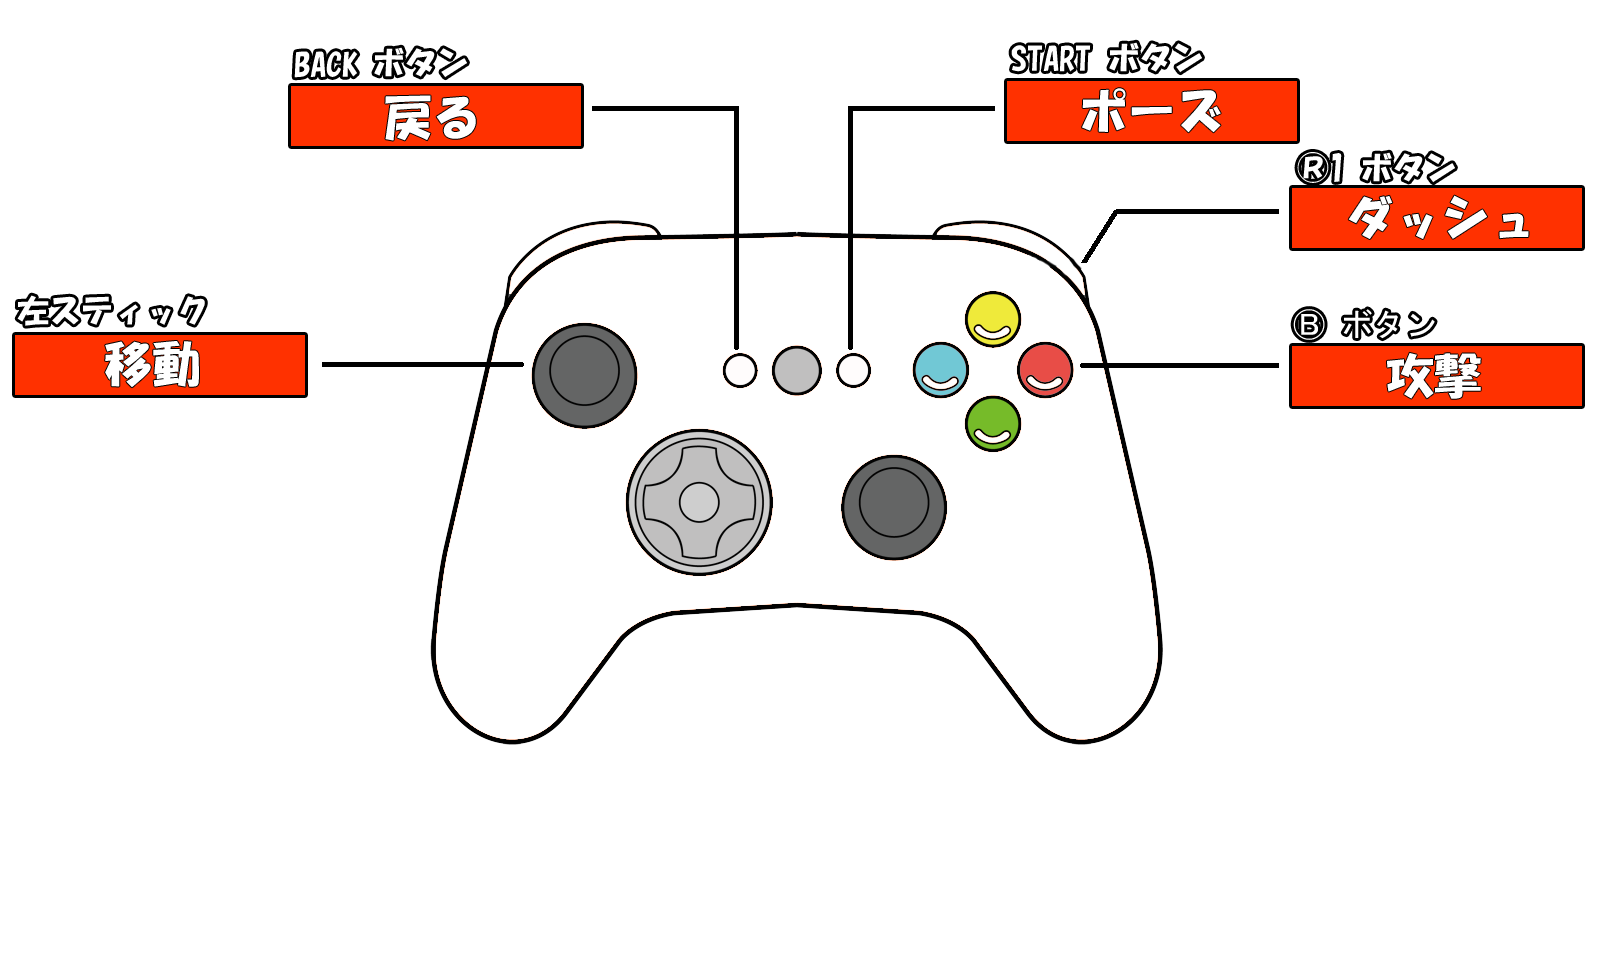 BACK ボタン
戻る
START ボタン
ポーズ
Ⓡ1 ボタン
ダッシュ
左スティック
移動
Ⓑ ボタン
攻撃